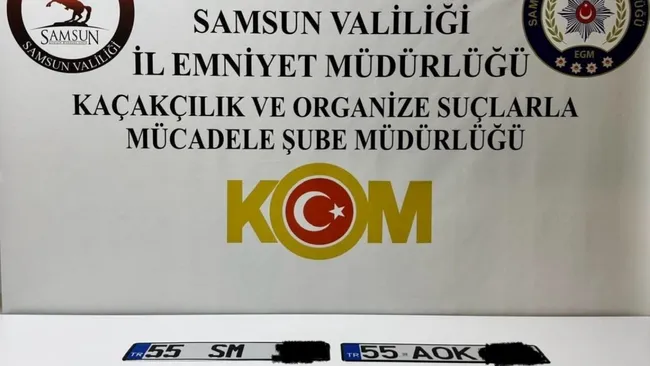 SAMSUN VALİLİĞİ
İL EMNİYET MÜDÜRLÜĞÜ
KAÇAKÇILIK VE ORGANİZE SUÇLARLA
MÜCADELE ŞUBE MÜDÜRLÜĞÜ
SAMSUN
SAMSUN VALİLİĞİ
EGM
KOM
TR 55 SM
TR 55 AOK